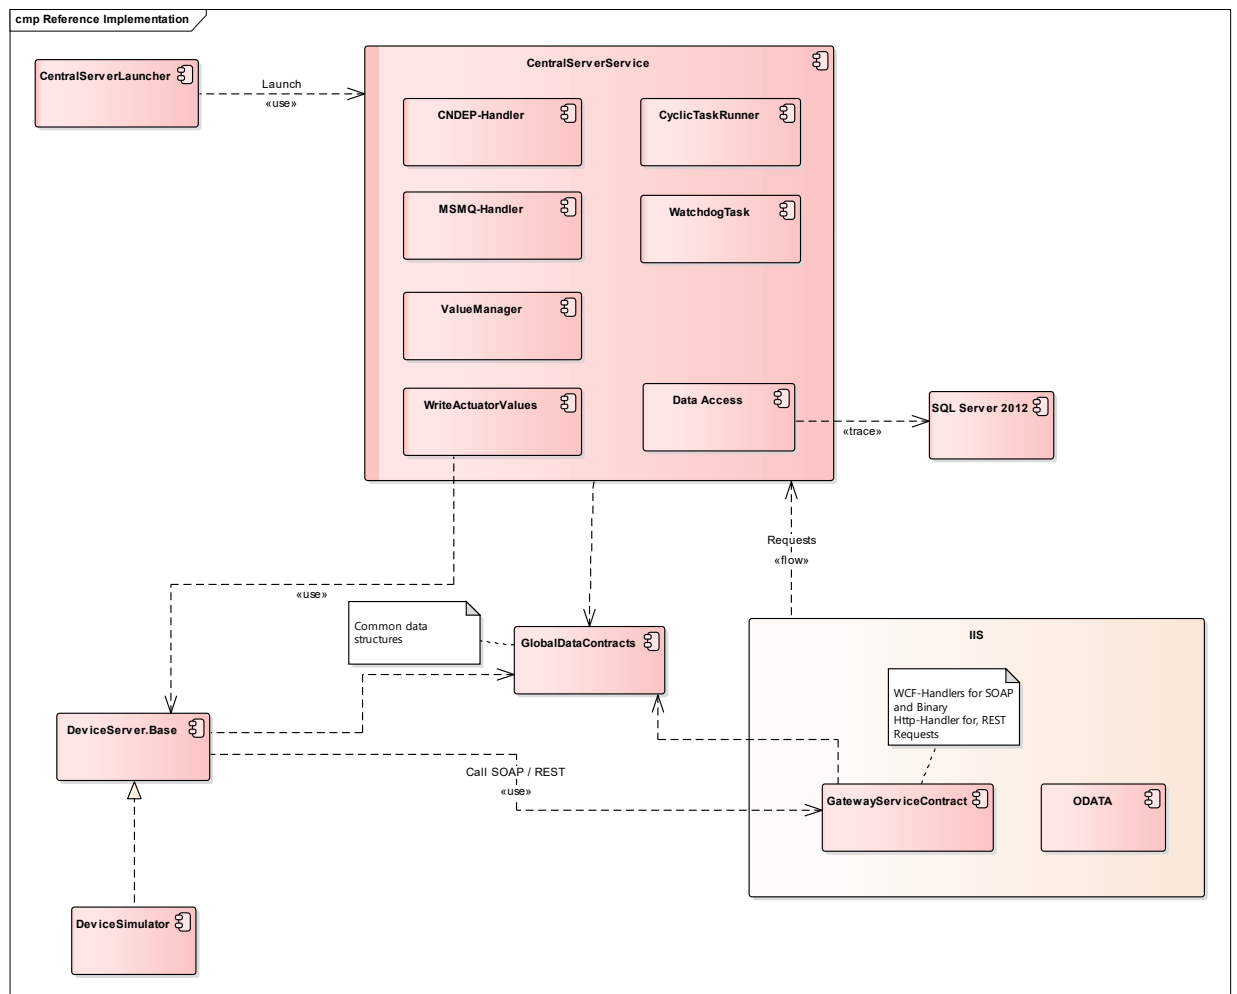 cmp Reference Implementation
CentralServerLauncher
Launch
«use»
CentralServerService
CNDEP-Handler
CyclicTaskRunner
MSMQ-Handler
WatchdogTask
ValueManager
WriteActuatorValues
Data Access
«trace»
SQL Server 2012
Requests
«flow»
«use»
Common data
structures
GlobalDataContracts
IIS
WCF-Handlers for SOAP
and Binary
Http-Handler for, REST
Requests
DeviceServer.Base
Call SOAP / REST
«use»
GatewayServiceContract
ODATA
DeviceSimulator